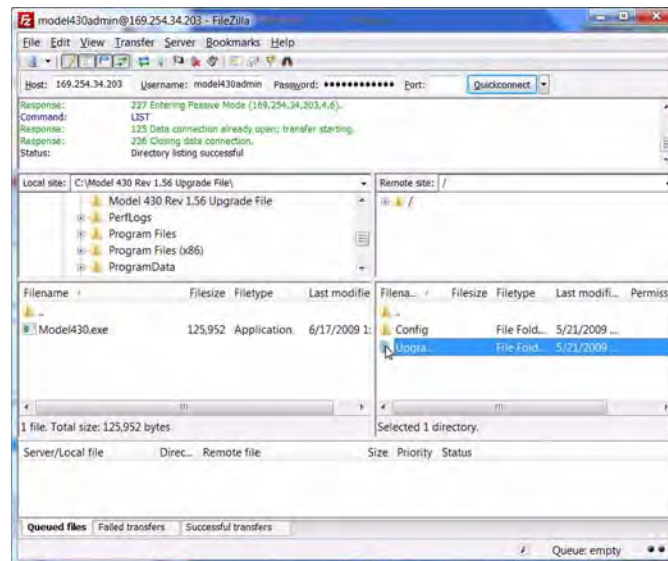 model430admin@169.254.34.203 - FileZilla
File Edit View Transfer Server Bookmarks Help
Host: 169.254.34.203 Username: model430admin Password: ●●●●●●●●●●●● Port: Quickconnect
Response: 227 Entering Passive Mode (169,254,34,203,4,6).
Command: LIST
Response: 125 Data connection already open; transfer starting.
Response: 226 Closing data connection.
Status: Directory listing successful
Local site: C:\Model 430 Rev 1.56 Upgrade File\ Remote site: /
Model 430 Rev 1.56 Upgrade File /
PerfLogs
Program Files
Program Files (x86)
ProgramData
Filename Filesize Filetype Last modifie Filena... Filesize Filetype Last modifi... Permiss
.. ..
Model430.exe 125,952 Application 6/17/2009 1: Config File Fold... 5/21/2009 ...
Upgra... File Fold... 5/21/2009 ...
1 file. Total size: 125,952 bytes Selected 1 directory.
Server/Local file Direc... Remote file Size Priority Status
Queued files Failed transfers Successful transfers
Queue: empty